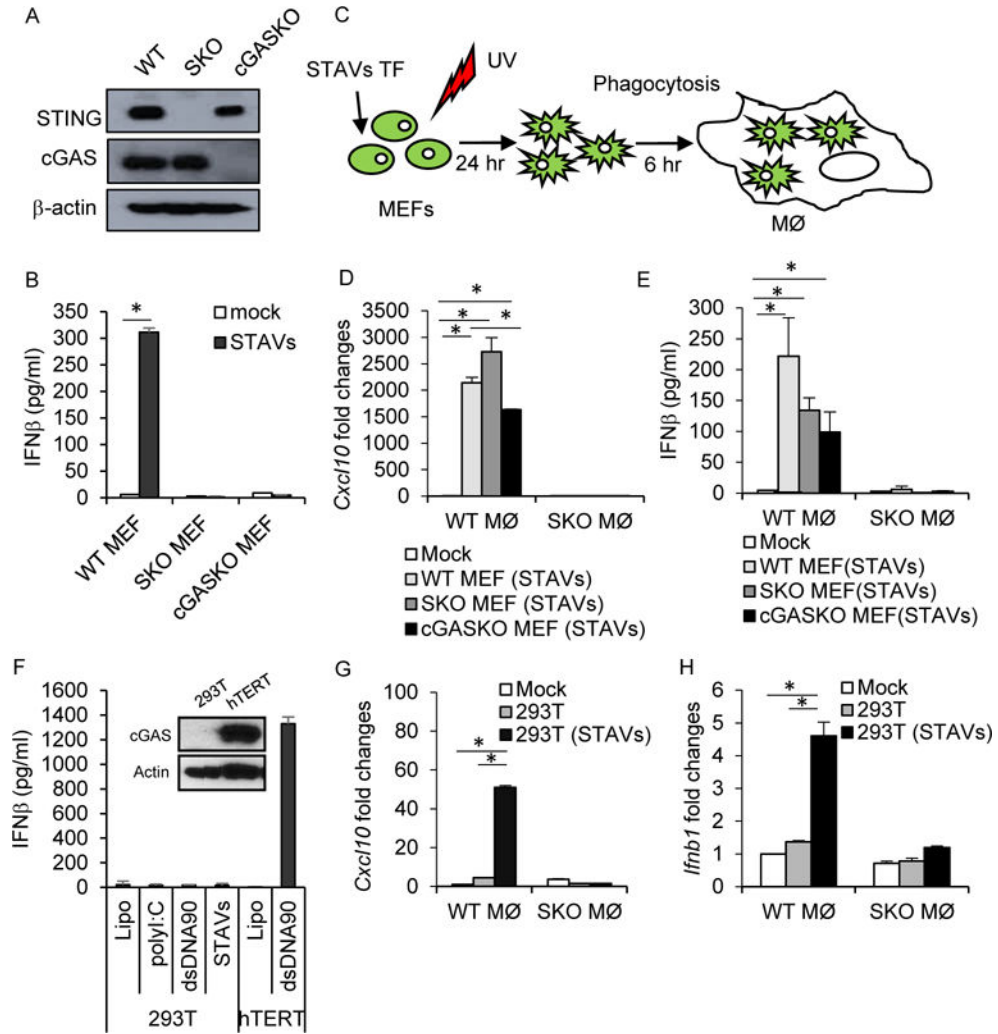 A
WT
SKO
cGASKO
STING
cGAS
β-actin
C
STAVs TF
UV
24 hr
MEFs
6 hr
Phagocytosis
MØ
B
IFNβ (pg/ml)
350
300
250
200
150
100
50
0
mock
STAVs
*
WT MEF
SKO MEF
cGASKO MEF
D
Cxcl10 fold changes
3500
3000
2500
2000
1500
1000
500
0
*
*
*
*
WT MØ SKO MØ
Mock
WT MEF (STAVs)
SKO MEF (STAVs)
cGASKO MEF (STAVs)
E
IFNβ (pg/ml)
300
250
200
150
100
50
0
*
*
*
WT MØ SKO MØ
Mock
WT MEF(STAVs)
SKO MEF(STAVs)
cGASKO MEF(STAVs)
F
IFNβ (pg/ml)
1600
1400
1200
1000
800
600
400
200
0
293T
hTERT
cGAS
Actin
Lipo
polyI:C
dsDNA90
STAVs
Lipo
dsDNA90
293T hTERT
G
Cxcl10 fold changes
100
80
60
40
20
0
Mock
293T
293T (STAVs)
*
*
WT MØ SKO MØ
H
Ifnb1 fold changes
6
5
4
3
2
1
0
Mock
293T
293T (STAVs)
*
*
WT MØ SKO MØ